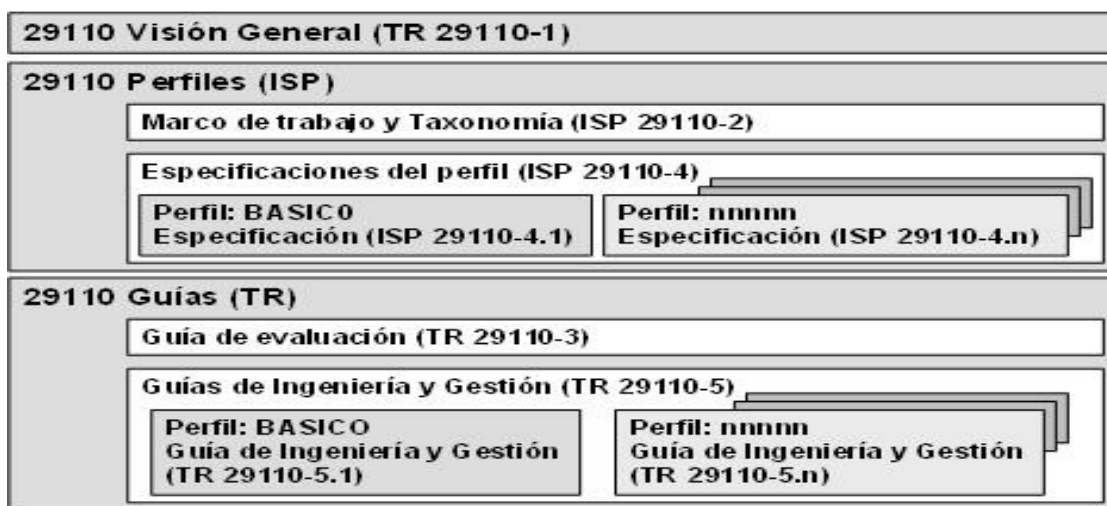 29110 Visión General (TR 29110-1)
29110 Perfiles (ISP)
Marco de trabajo y Taxonomía (ISP 29110-2)
Especificaciones del perfil (ISP 29110-4)
Perfil: BASIC0
Especificación (ISP 29110-4.1)
Perfil: nnnnn
Especificación (ISP 29110-4.n)
29110 Guías (TR)
Guía de evaluación (TR 29110-3)
Guías de Ingeniería y Gestión (TR 29110-5)
Perfil: BASICO
Guía de Ingeniería y Gestión
(TR 29110-5.1)
Perfil: nnnnn
Guía de Ingeniería y Gestión
(TR 29110-5.n)